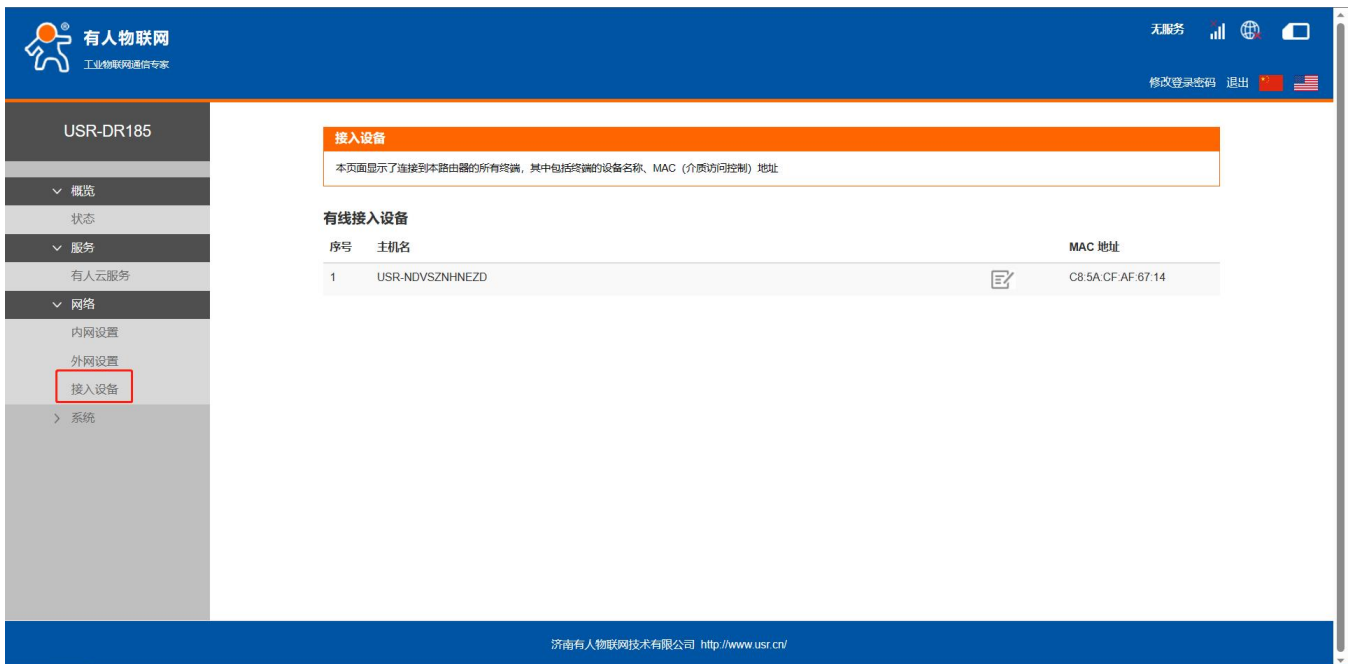 ®
有人物联网
工业物联网通信专家
无服务
修改登录密码 退出
USR-DR185
概览
状态
服务
有人云服务
网络
内网设置
外网设置
接入设备
系统
接入设备
本页面显示了连接到本路由器的所有终端，其中包括终端的设备名称、MAC（介质访问控制）地址
有线接入设备
序号 主机名 MAC 地址
1 USR-NDVSZNHNEZD C8:5A:CF:AF:67:14
济南有人物联网技术有限公司 http://www.usr.cn/